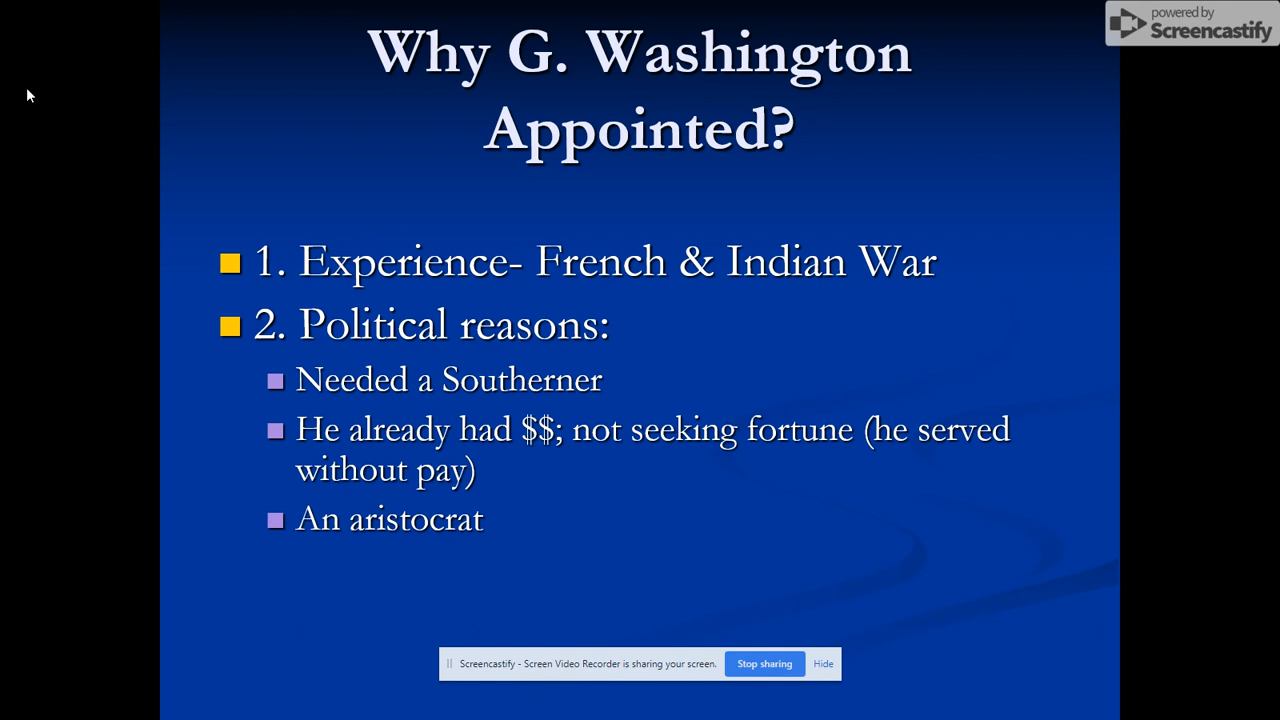 powered by
Screencastify
Why G. Washington
Appointed?
1. Experience- French & Indian War
2. Political reasons:
Needed a Southerner
He already had $$; not seeking fortune (he served
without pay)
An aristocrat
Screencastify - Screen Video Recorder is sharing your screen. Stop sharing Hide